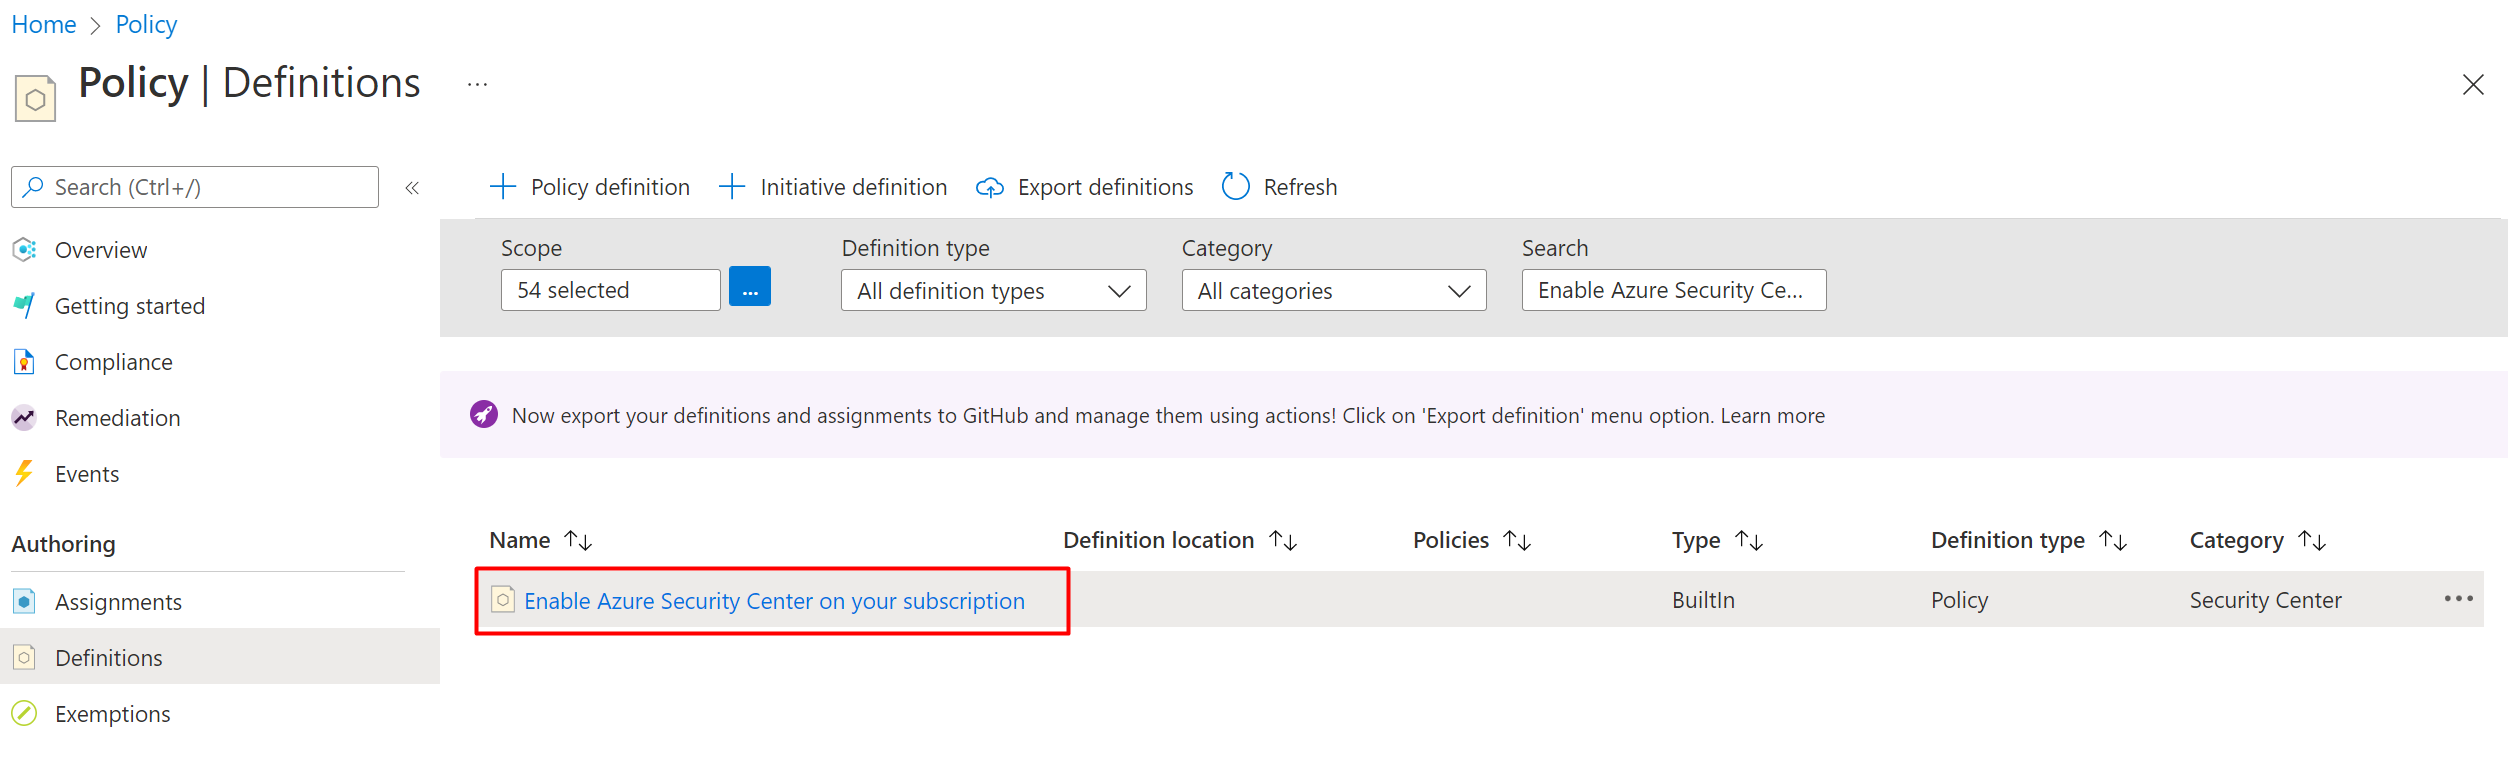 Home > Policy
Policy | Definitions ...
Search (Ctrl+/) «
Overview
Getting started
Compliance
Remediation
Events
Authoring
Assignments
Definitions
Exemptions
Policy definition Initiative definition Export definitions Refresh
Scope Definition type Category Search
54 selected ... All definition types All categories Enable Azure Security Ce...
Now export your definitions and assignments to GitHub and manage them using actions! Click on 'Export definition' menu option. Learn more
Name ↑↓ Definition location ↑↓ Policies ↑↓ Type ↑↓ Definition type ↑↓ Category ↑↓
Enable Azure Security Center on your subscription BuiltIn Policy Security Center ...